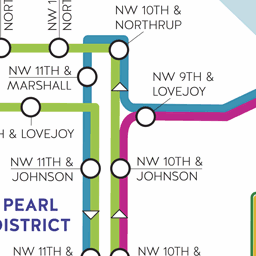 NW 10TH &
NORTHRUP
NW 11TH &
MARSHALL
NW 9TH &
LOVEJOY
& LOVEJOY
NW 11TH &
JOHNSON
NW 10TH &
JOHNSON
PEARL
DISTRICT
NW 11TH &
NW 10TH &